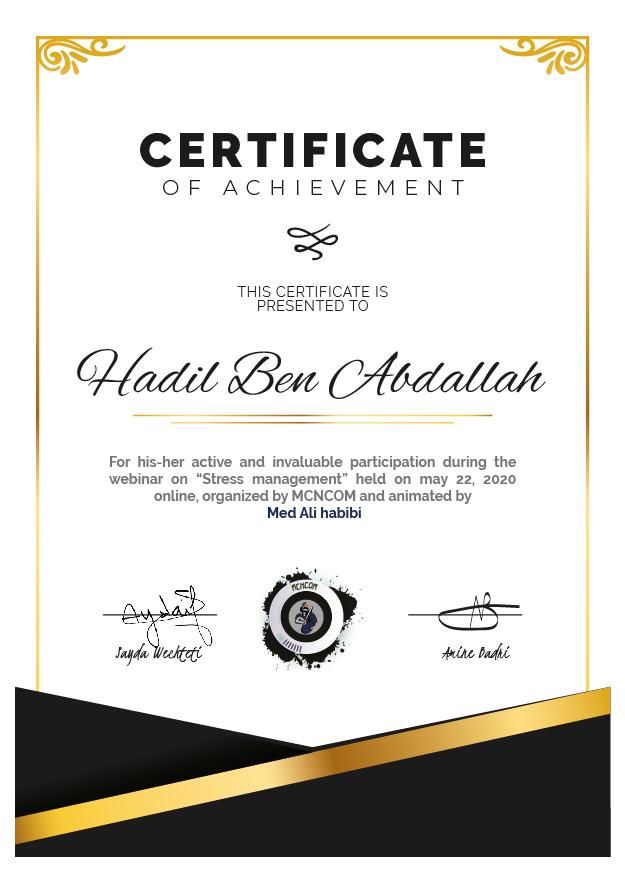 CERTIFICATE
OF ACHIEVEMENT
THIS CERTIFICATE IS
PRESENTED TO
Hadil Ben Abdallah
For his-her active and invaluable participation during the
webinar on “Stress management” held on may 22, 2020
online, organized by MCNCOM and animated by
Med Ali habibi
MCNCOM
Sayda Wechteti
Amine Badri